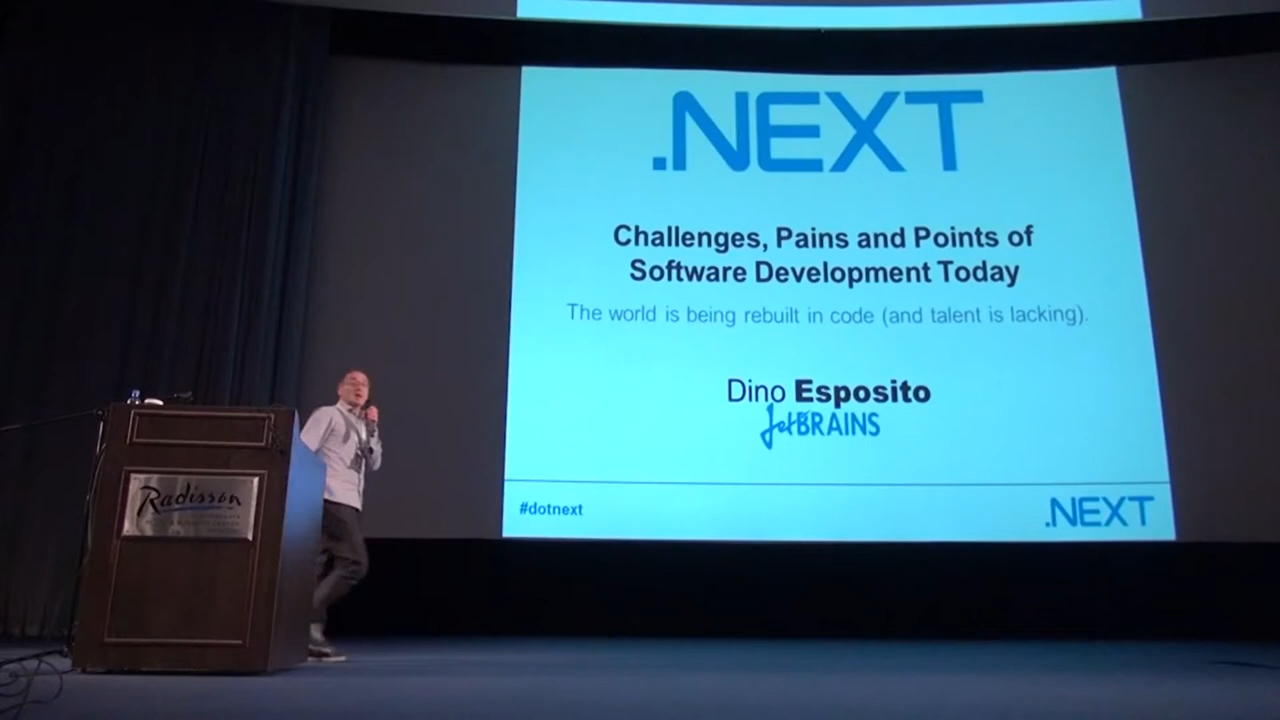 .NEXT
Challenges, Pains and Points of
Software Development Today
The world is being rebuilt in code (and talent is lacking).
Dino Esposito
JetBRAINS
#dotnext
.NEXT
Radisson